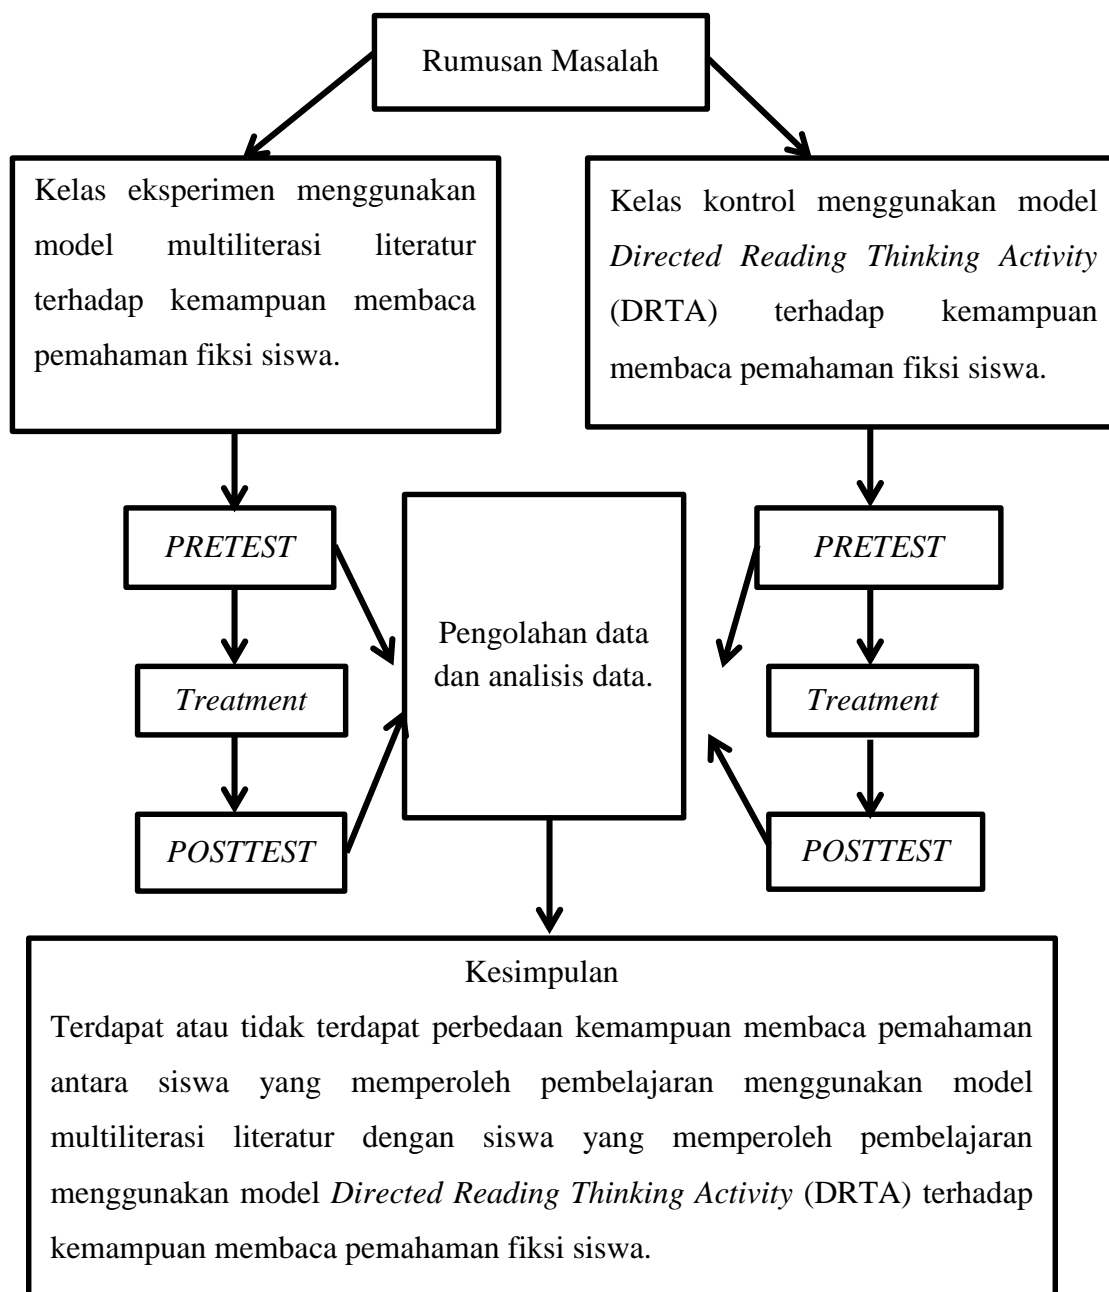 Rumusan Masalah
Kelas eksperimen menggunakan
model multiliterasi literatur
terhadap kemampuan membaca
pemahaman fiksi siswa.
Kelas kontrol menggunakan model
Directed Reading Thinking Activity
(DRTA) terhadap kemampuan
membaca pemahaman fiksi siswa.
PRETEST
Treatment
POSTTEST
Pengolahan data
dan analisis data.
PRETEST
Treatment
POSTTEST
Kesimpulan
Terdapat atau tidak terdapat perbedaan kemampuan membaca pemahaman
antara siswa yang memperoleh pembelajaran menggunakan model
multiliterasi literatur dengan siswa yang memperoleh pembelajaran
menggunakan model Directed Reading Thinking Activity (DRTA) terhadap
kemampuan membaca pemahaman fiksi siswa.